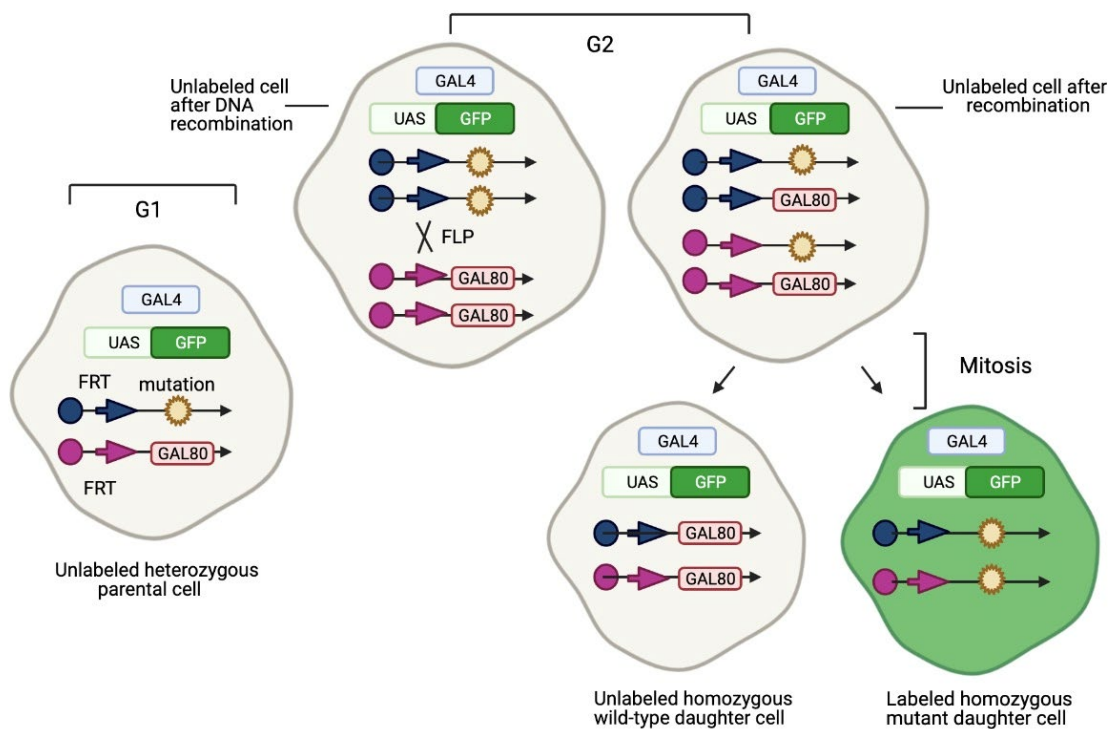 G2
Unlabeled cell
after DNA
recombination
GAL4
UAS GFP
FLP
GAL80
GAL80
Unlabeled cell after
recombination
GAL4
UAS GFP
GAL80
GAL80
G1
GAL4
UAS GFP
FRT mutation
GAL80
FRT
Unlabeled heterozygous
parental cell
Mitosis
GAL4
UAS GFP
GAL80
GAL80
Unlabeled homozygous
wild-type daughter cell
GAL4
UAS GFP
Labeled homozygous
mutant daughter cell